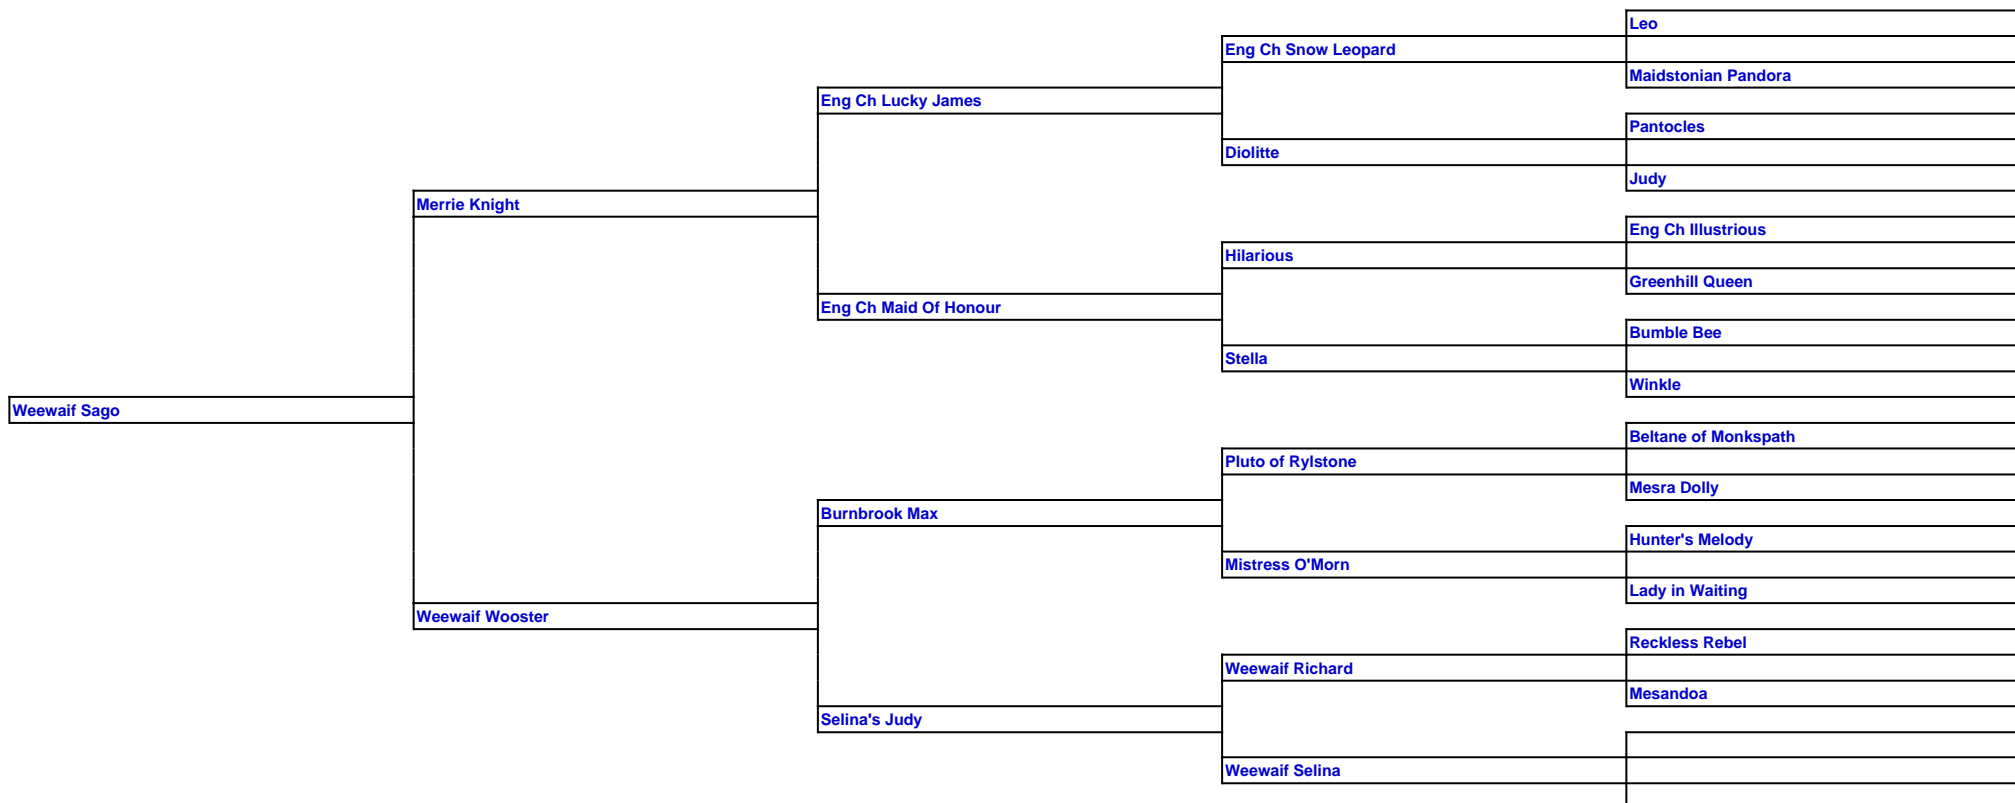 Leo
Eng Ch Snow Leopard
Maidstonian Pandora
Eng Ch Lucky James
Pantocles
Diolitte
Judy
Merrie Knight
Eng Ch Illustrious
Hilarious
Greenhill Queen
Eng Ch Maid Of Honour
Bumble Bee
Stella
Winkle
Weewaif Sago
Beltane of Monkspath
Pluto of Rylstone
Mesra Dolly
Burnbrook Max
Hunter's Melody
Mistress O'Morn
Lady in Waiting
Weewaif Wooster
Reckless Rebel
Weewaif Richard
Mesandoa
Selina's Judy
Weewaif Selina